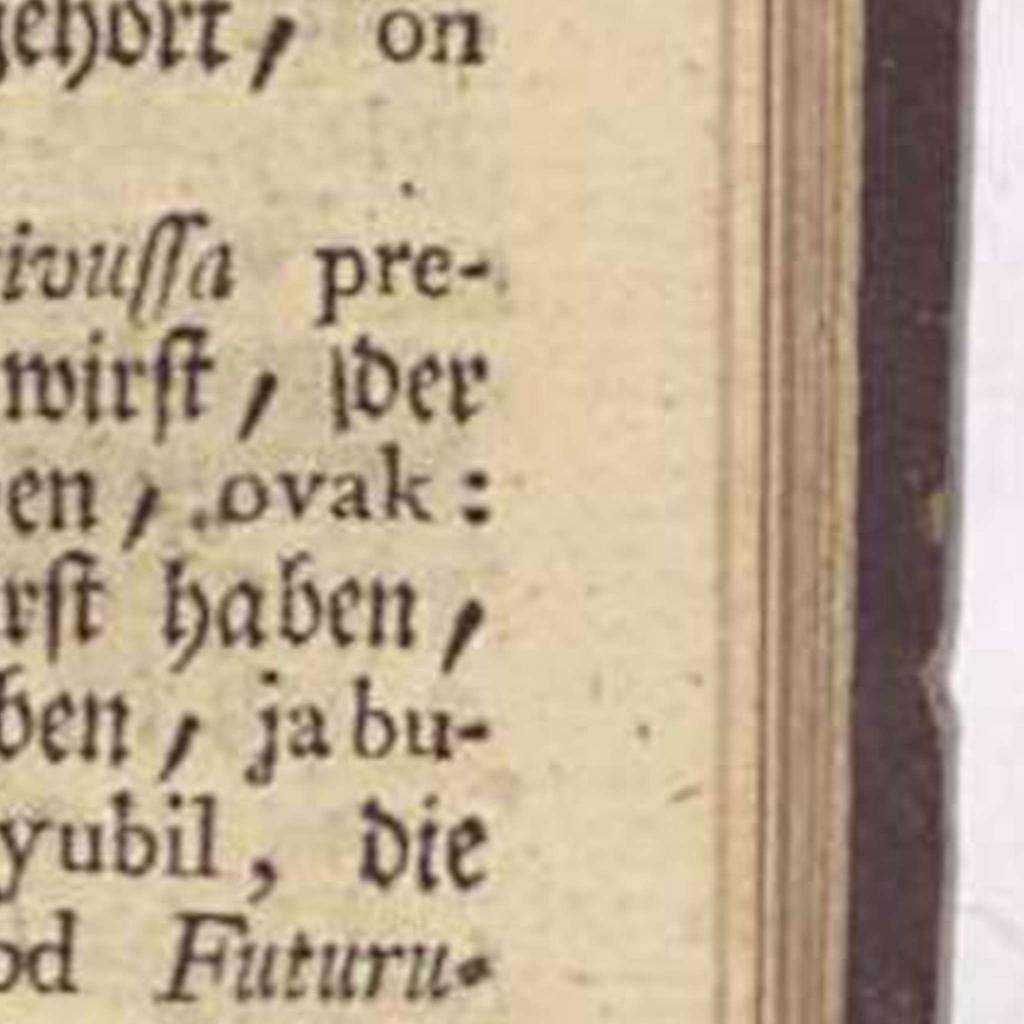 gehört, on
ivuſſa pre-
wirſt, der
en, ovak:
rſt haben,
ben, ja bu-
yubil, die
od Futuru-